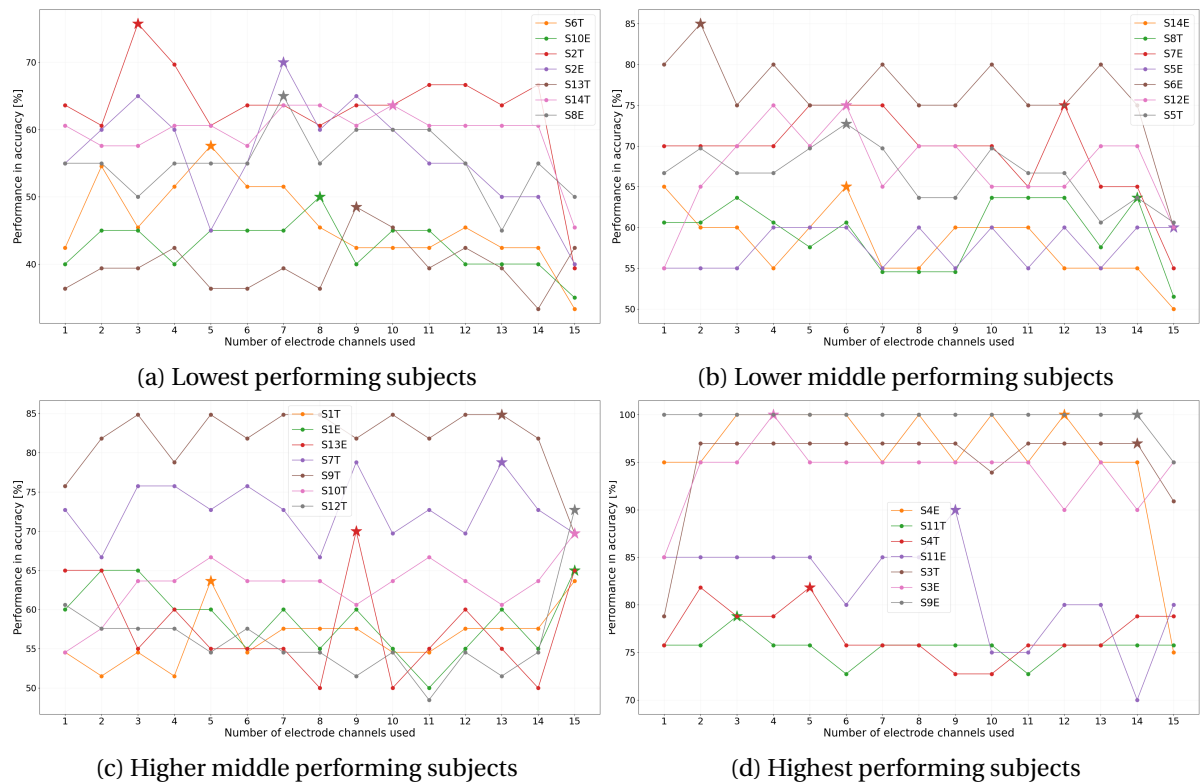 S6T
S10E
S2T
S2E
S13T
S14T
S8E
Performance in accuracy [%]
70
60
50
40
1 2 3 4 5 6 7 8 9 10 11 12 13 14 15
Number of electrode channels used
(a) Lowest performing subjects
S14E
S8T
S7E
S5E
S6E
S12E
S5T
Performance in accuracy [%]
85
80
75
70
65
60
55
50
1 2 3 4 5 6 7 8 9 10 11 12 13 14 15
Number of electrode channels used
(b) Lower middle performing subjects
S1T
S1E
S13E
S7T
S9T
S10T
S12T
Performance in accuracy [%]
85
80
75
70
65
60
55
50
1 2 3 4 5 6 7 8 9 10 11 12 13 14 15
Number of electrode channels used
(c) Higher middle performing subjects
S4E
S11T
S4T
S11E
S3T
S3E
S9E
Performance in accuracy [%]
100
95
90
85
80
75
70
1 2 3 4 5 6 7 8 9 10 11 12 13 14 15
Number of electrode channels used
(d) Highest performing subjects